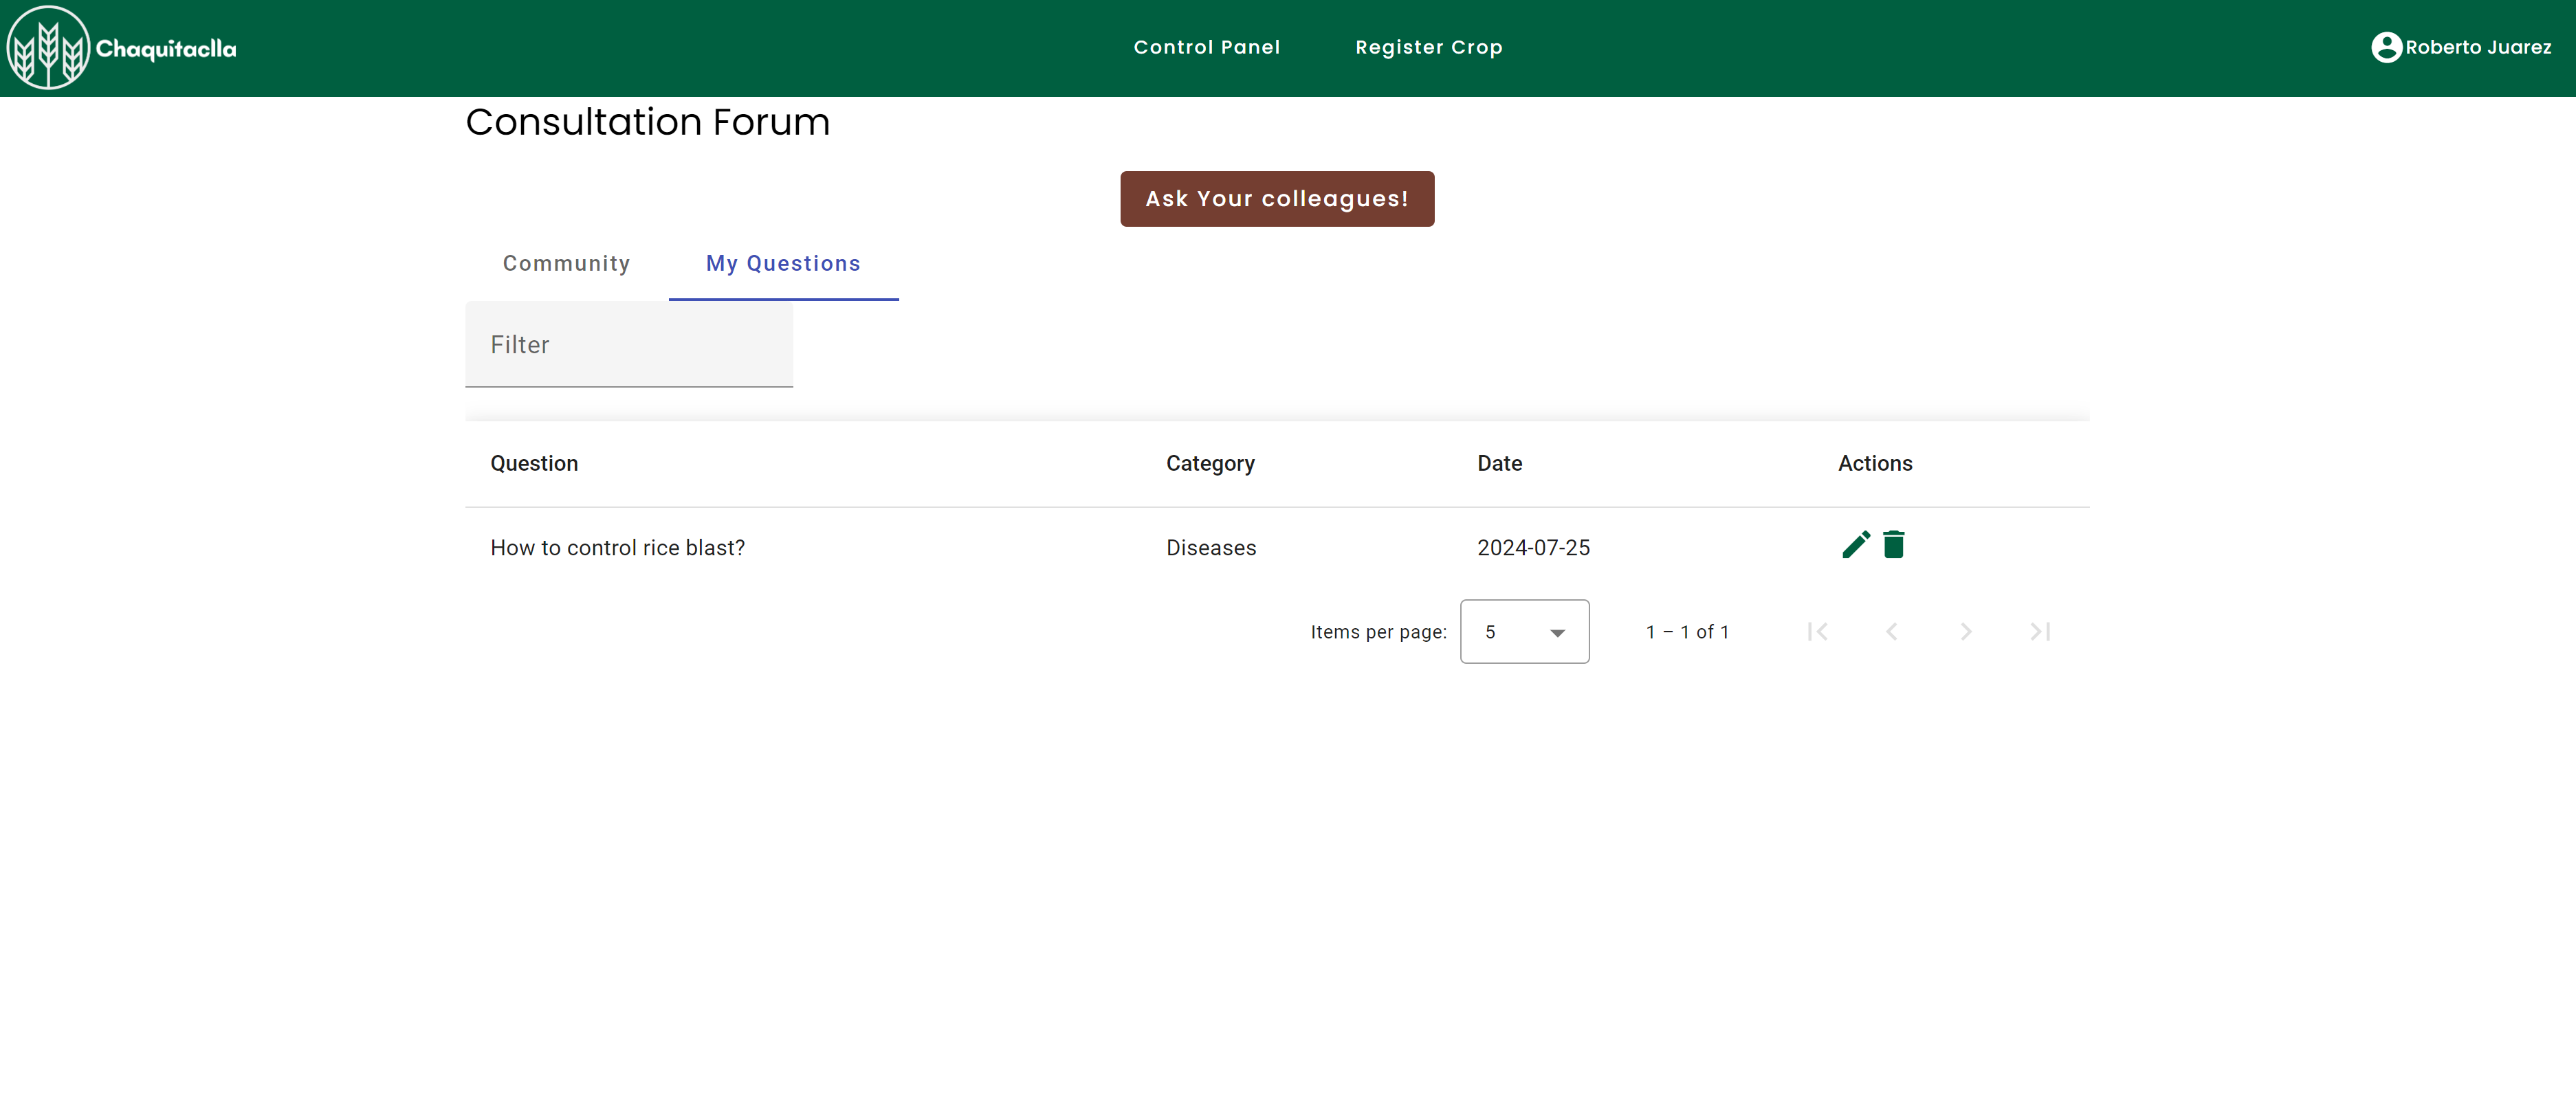 Chaquitaclla
Control Panel
Register Crop
Roberto Juarez
Consultation Forum
Ask Your colleagues!
Community
My Questions
Filter
Question Category Date Actions
How to control rice blast? Diseases 2024-07-25
Items per page: 5 1 – 1 of 1